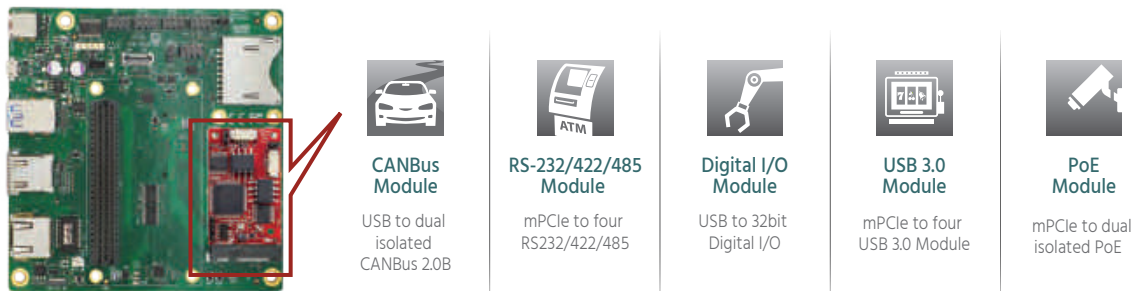 ATM
CANBus
Module
USB to dual
isolated
CANBus 2.0B
RS-232/422/485
Module
mPCIe to four
RS232/422/485
Digital I/O
Module
USB to 32bit
Digital I/O
USB 3.0
Module
mPCIe to four
USB 3.0 Module
PoE
Module
mPCIe to dual
isolated PoE